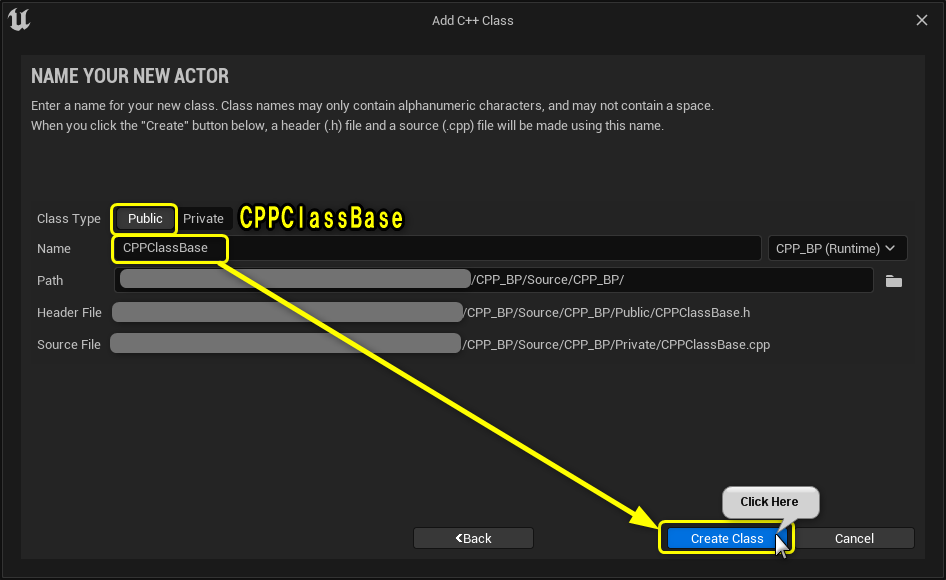 Add C++ Class
NAME YOUR NEW ACTOR
Enter a name for your new class. Class names may only contain alphanumeric characters, and may not contain a space.
When you click the "Create" button below, a header (.h) file and a source (.cpp) file will be made using this name.
Class Type Public Private CPPClassBase
Name CPPClassBase CPP_BP (Runtime)
Path /CPP_BP/Source/CPP_BP/
Header File /CPP_BP/Source/CPP_BP/Public/CPPClassBase.h
Source File /CPP_BP/Source/CPP_BP/Private/CPPClassBase.cpp
Click Here
Back Create Class Cancel